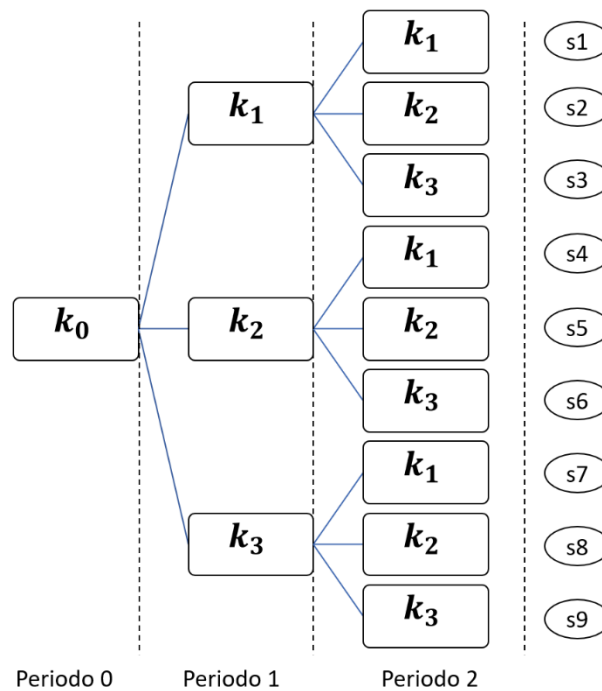 k₁ s1
k₁ k₂ s2
k₃ s3
k₁ s4
k₀ k₂ k₂ s5
k₃ s6
k₁ s7
k₃ k₂ s8
k₃ s9
Periodo 0 Periodo 1 Periodo 2